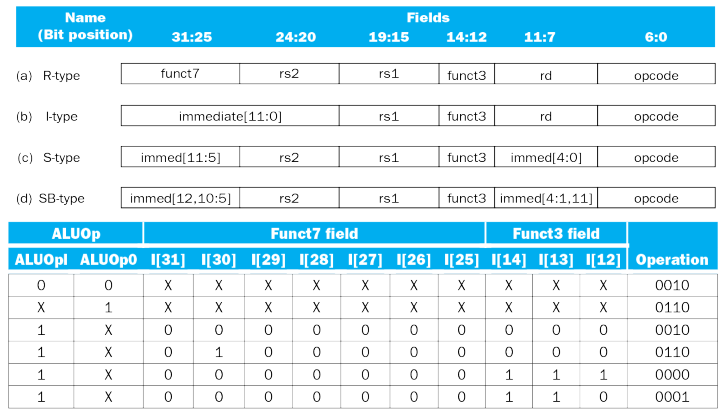 Name Fields
(Bit position) 31:25 24:20 19:15 14:12 11:7 6:0
(a) R-type funct7 rs2 rs1 funct3 rd opcode
(b) I-type immediate[11:0] rs1 funct3 rd opcode
(c) S-type immed[11:5] rs2 rs1 funct3 immed[4:0] opcode
(d) SB-type immed[12,10:5] rs2 rs1 funct3 immed[4:1,11] opcode
ALUOp Funct7 field Funct3 field
ALUOpl ALUOp0 I[31] I[30] I[29] I[28] I[27] I[26] I[25] I[14] I[13] I[12] Operation
0 0 X X X X X X X X X X 0010
X 1 X X X X X X X X X X 0110
1 X 0 0 0 0 0 0 0 0 0 0 0010
1 X 0 1 0 0 0 0 0 0 0 0 0110
1 X 0 0 0 0 0 0 0 1 1 1 0000
1 X 0 0 0 0 0 0 0 1 1 0 0001